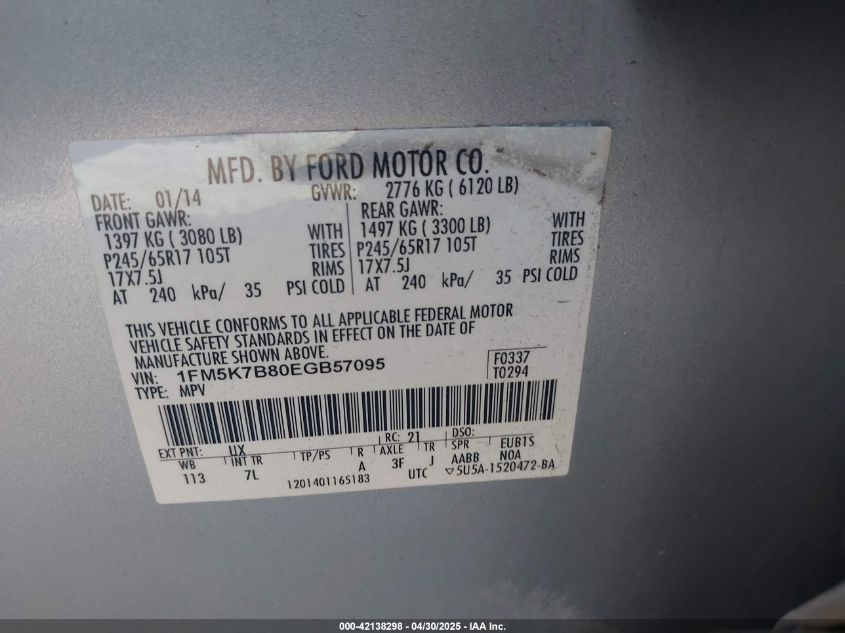 MFD. BY FORD MOTOR CO.
DATE: 01/14 GVWR: 2776 KG ( 6120 LB)
FRONT GAWR: REAR GAWR:
1397 KG ( 3080 LB) WITH 1497 KG ( 3300 LB) WITH
P245/65R17 105T TIRES P245/65R17 105T TIRES
17X7.5J RIMS 17X7.5J RIMS
AT 240 kPa/ 35 PSI COLD AT 240 kPa/ 35 PSI COLD
THIS VEHICLE CONFORMS TO ALL APPLICABLE FEDERAL MOTOR
VEHICLE SAFETY STANDARDS IN EFFECT ON THE DATE OF
MANUFACTURE SHOWN ABOVE.
VIN: 1FM5K7B80EGB57095 F0337
TYPE: MPV T0294
EXT PNT: UX RC: 21 DSO:
WB INT TR TP/PS R AXLE TR SPR EUB1S
113 7L A 3F J AABB NOA
1201401165183 UTC ▽5U5A-1520472-BA
000-42138298 - 04/30/2025 - IAA Inc.